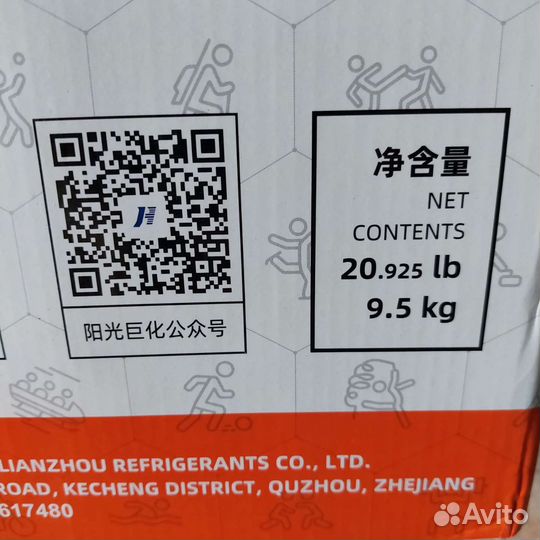 净含量
NET
CONTENTS
20.925 lb
9.5 kg
阳光巨化公众号
LIANZHOU REFRIGERANTS CO., LTD.
ROAD, KECHENG DISTRICT, QUZHOU, ZHEJIANG
617480
Avito